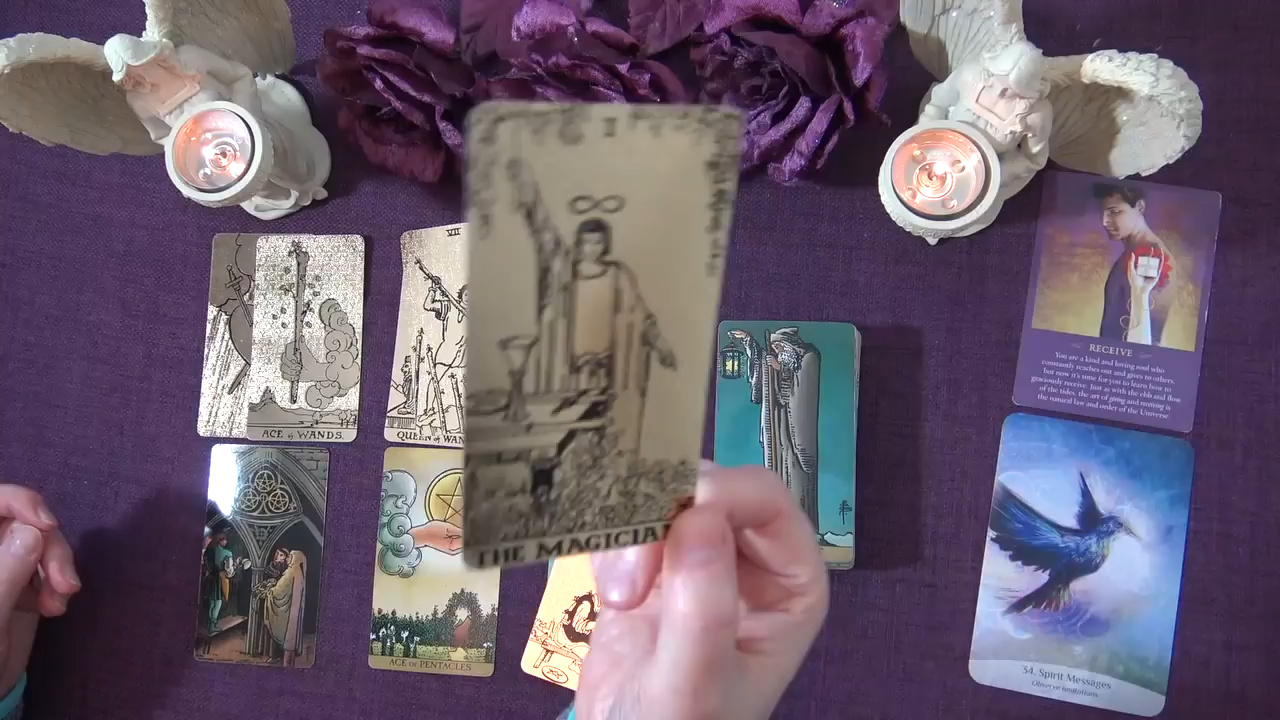 I
THE MAGICIAN
VII
ACE of WANDS.
QUEEN of WAN
ACE OF PENTACLES
RECEIVE
You are a kind and loving soul who
constantly reaches out and gives to others,
but now it's time for you to learn how to
graciously receive. Just as with the ebb and flow
of the tides, the art of giving and receiving is
the natural law and order of the Universe
34. Spirit Messages
Observe invitations.